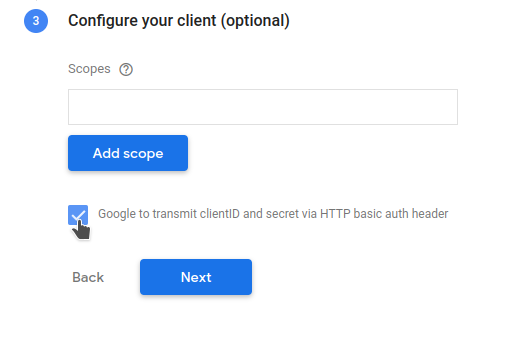 3 Configure your client (optional)
Scopes ?
Add scope
Google to transmit clientID and secret via HTTP basic auth header
Back Next